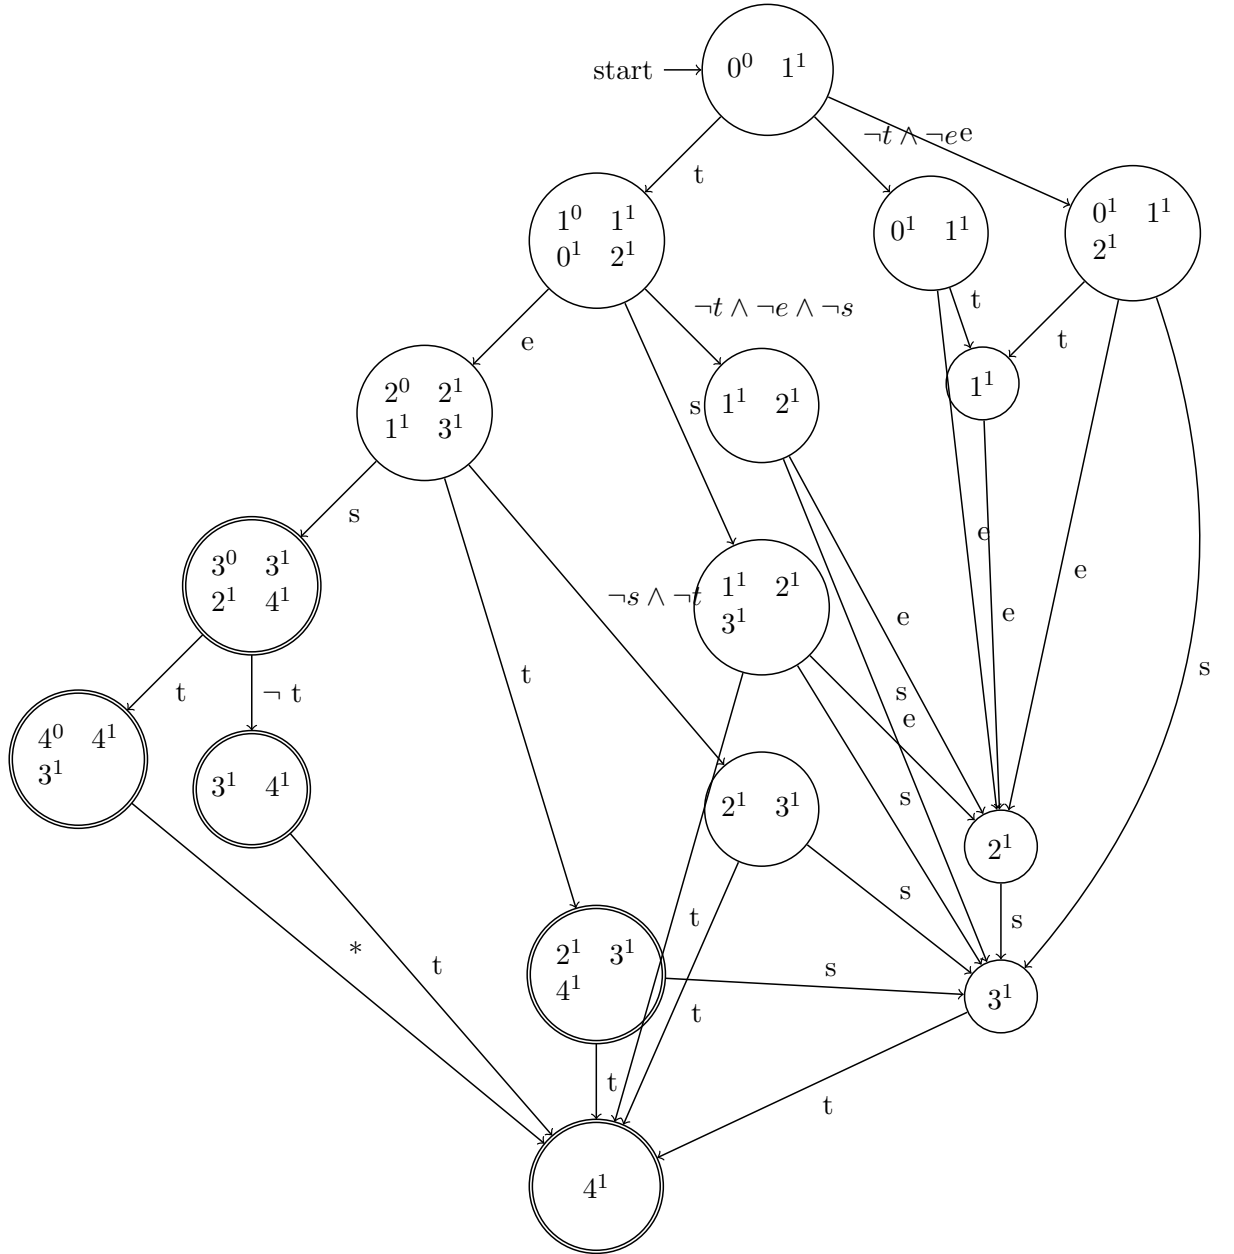 start
0⁰ 1¹
¬t ∧ ¬e
e
t
1⁰ 1¹
0¹ 2¹
0¹ 1¹
0¹ 1¹
2¹
t
¬t ∧ ¬e ∧ ¬s
e
t
2⁰ 2¹
1¹ 3¹
s
1¹ 2¹
1¹
s
e
3⁰ 3¹
2¹ 4¹
e
¬s ∧ ¬t
1¹ 2¹
3¹
e
e
t
s
s
t
¬ t
e
4⁰ 4¹
3¹
3¹ 4¹
2¹ 3¹
s
2¹
s
t
s
*
t
2¹ 3¹
4¹
s
3¹
t
t
t
4¹